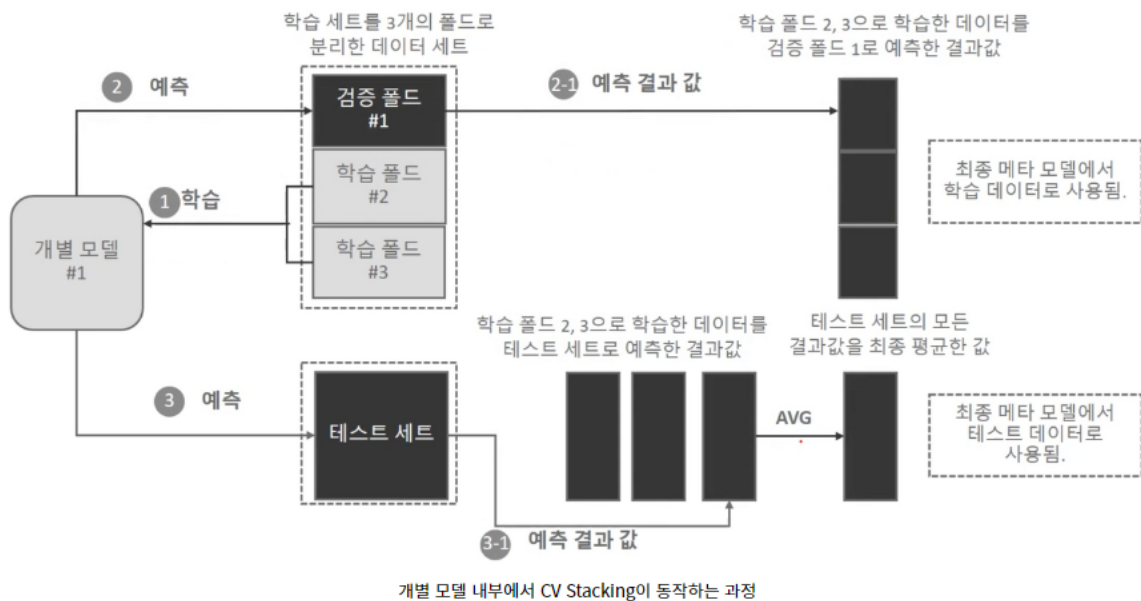 학습 세트를 3개의 폴드로
분리한 데이터 세트
학습 폴드 2, 3으로 학습한 데이터를
검증 폴드 1로 예측한 결과값
2 예측
검증 폴드
#1
2-1 예측 결과 값
학습 폴드
#2
1 학습
최종 메타 모델에서
학습 데이터로 사용됨.
개별 모델
#1
학습 폴드
#3
학습 폴드 2, 3으로 학습한 데이터를
테스트 세트로 예측한 결과값
테스트 세트의 모든
결과값을 최종 평균한 값
3 예측
테스트 세트
AVG
최종 메타 모델에서
테스트 데이터로
사용됨.
3-1 예측 결과 값
개별 모델 내부에서 CV Stacking이 동작하는 과정